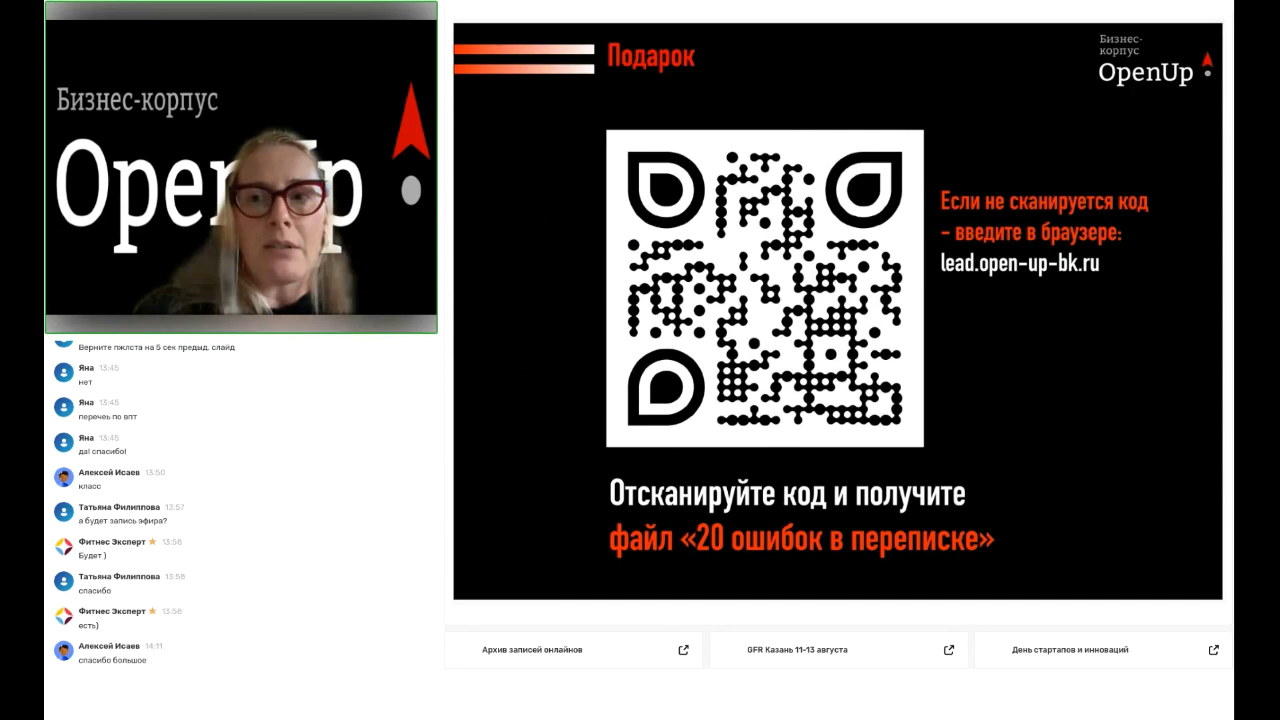 Бизнес-корпус
OpenUp
Верните пжлста на 5 сек предыд. слайд
Яна 13:45
нет
Яна 13:45
перечеь по впт
Яна 13:45
да! спасибо!
Алексей Исаев 13:50
класс
Татьяна Филиппова 13:57
а будет запись эфира?
Фитнес Эксперт 13:58
Будет )
Татьяна Филиппова 13:58
спасибо
Фитнес Эксперт 13:58
есть)
Алексей Исаев 14:11
спасибо большое
Подарок
Бизнес-
корпус
OpenUp
Если не сканируется код
- введите в браузере:
lead.open-up-bk.ru
Отсканируйте код и получите
файл «20 ошибок в переписке»
Архив записей онлайнов
GFR Казань 11-13 августа
День стартапов и инноваций